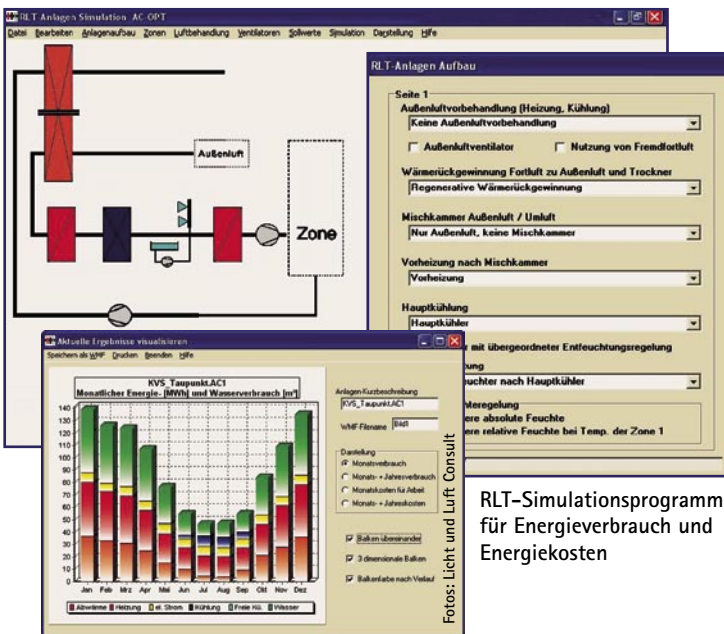 RLT Anlagen Simulation AC-OPT
Datei Bearbeiten Anlagenaufbau Zonen Luftbehandlung Ventilatoren Sollwerte Simulation Darstellung Hilfe
Außenluft
Zone
RLT-Anlagen Aufbau
Seite 1
Außenluftvorbehandlung (Heizung, Kühlung)
Keine Außenluftvorbehandlung
Außenluftventilator Nutzung von Fremdfortluft
Wärmerückgewinnung Fortluft zu Außenluft und Trockner
Regenerative Wärmerückgewinnung
Mischkammer Außenluft / Umluft
Nur Außenluft, keine Mischkammer
Vorheizung nach Mischkammer
Vorheizung
Hauptkühlung
Hauptkühler
mit übergeordneter Entfeuchtungsregelung
nach Hauptkühler
absolute Feuchte
relative Feuchte bei Temp. der Zone 1
Aktuelle Ergebnisse visualisieren
Speichern als WMF Drucken Beenden Hilfe
KVS_Taupunkt.AC1
Monatlicher Energie- [MWh] und Wasserverbrauch [m³]
140
130
120
110
100
90
80
70
60
50
40
30
20
10
0
Jan Feb Mrz Apr Mai Jun Jul Aug Sep Okt Nov Dez
Abwärme Heizung el. Strom Kühlung Freie Kü. Wasser
Anlagen-Kurzbeschreibung
KVS_Taupunkt.AC1
WMF-Filename Bild1
Darstellung
Monatsverbrauch
Monats- + Jahresverbrauch
Monatskosten für Arbeit
Monats- + Jahreskosten
Balken übereinander
3 dimensionale Balken
Balkenfarbe nach Verlauf
Fotos: Licht und Luft Consult
RLT-Simulationsprogramm
für Energieverbrauch und
Energiekosten